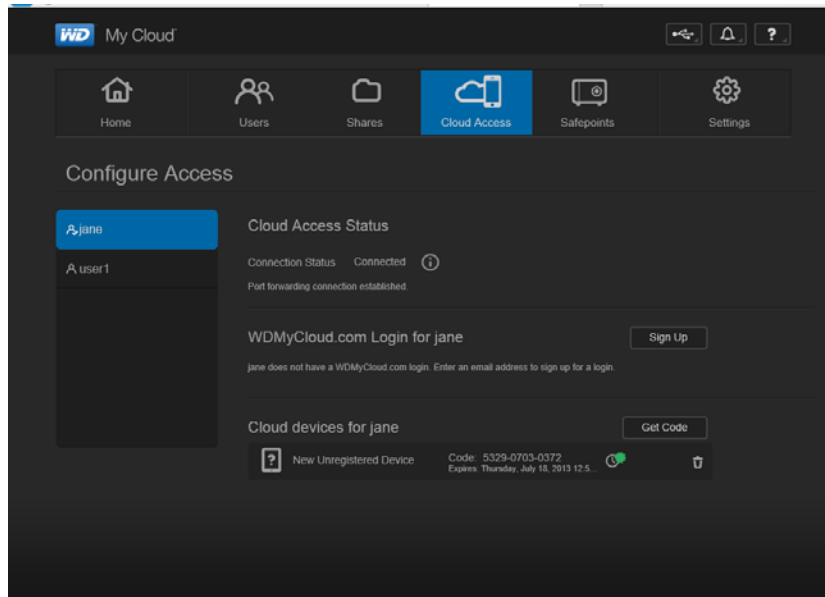 WD My Cloud
?
Home
Users
Shares
Cloud Access
Safepoints
Settings
Configure Access
jane
user1
Cloud Access Status
Connection Status Connected
Port forwarding connection established.
WDMyCloud.com Login for jane
Sign Up
jane does not have a WDMyCloud.com login. Enter an email address to sign up for a login.
Cloud devices for jane
Get Code
? New Unregistered Device
Code: 5329-0703-0372
Expires: Thursday, July 18, 2013 12:5...